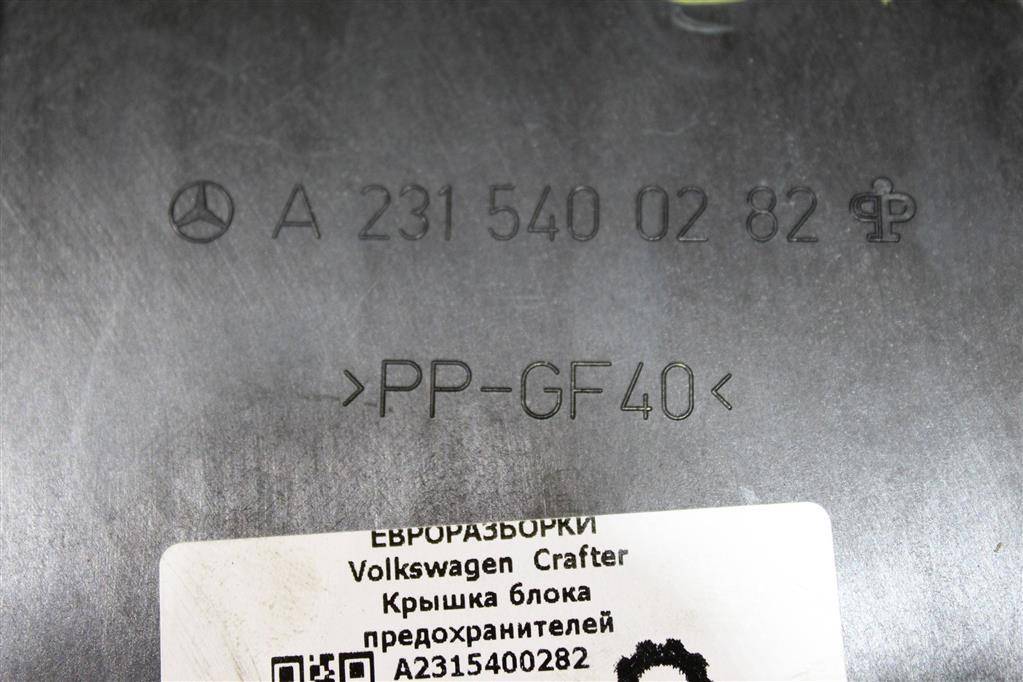 A 231 540 02 82
>PP-GF40<
ЕВРОРАЗБОРКИ
Volkswagen Crafter
Крышка блока
предохранителей
A2315400282